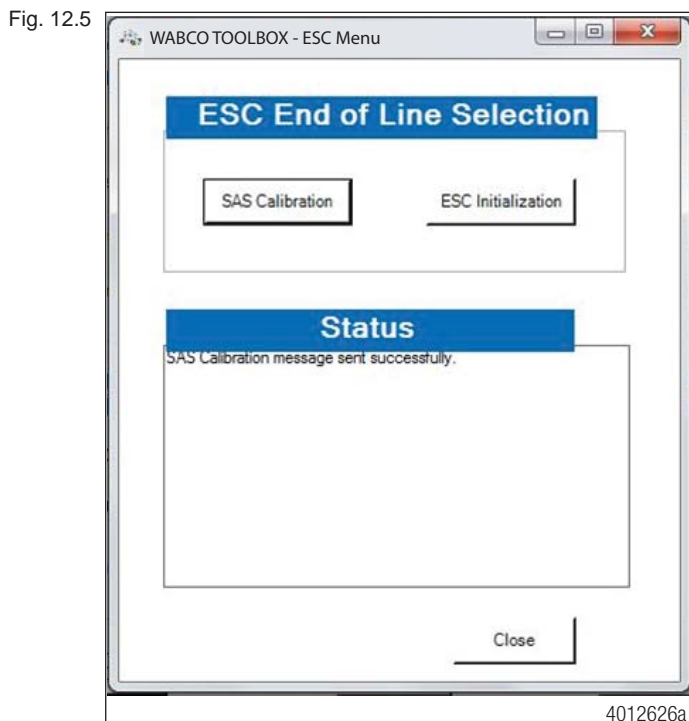 Fig. 12.5
WABCO TOOLBOX - ESC Menu
ESC End of Line Selection
SAS Calibration
ESC Initialization
Status
SAS Calibration message sent successfully.
Close
4012626a